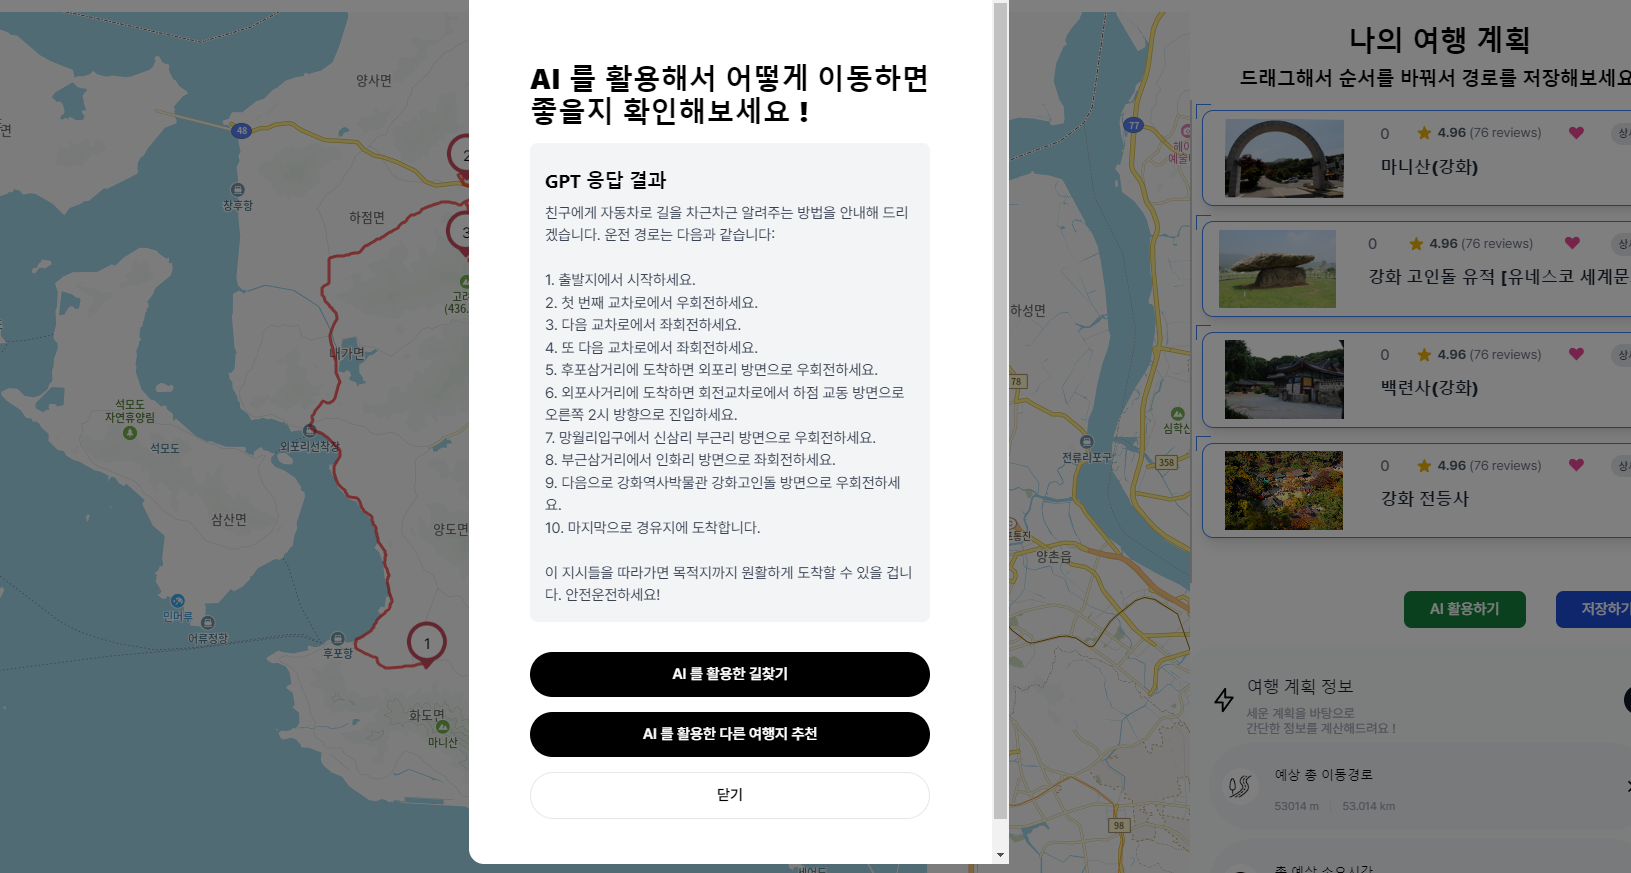 AI 를 활용해서 어떻게 이동하면
좋을지 확인해보세요 !
GPT 응답 결과
친구에게 자동차로 길을 차근차근 알려주는 방법을 안내해 드리
겠습니다. 운전 경로는 다음과 같습니다:
1. 출발지에서 시작하세요.
2. 첫 번째 교차로에서 우회전하세요.
3. 다음 교차로에서 좌회전하세요.
4. 또 다음 교차로에서 좌회전하세요.
5. 후포삼거리에 도착하면 외포리 방면으로 우회전하세요.
6. 외포사거리에 도착하면 회전교차로에서 하점 교동 방면으로
오른쪽 2시 방향으로 진입하세요.
7. 망월리입구에서 신삼리 부근리 방면으로 우회전하세요.
8. 부근삼거리에서 인화리 방면으로 좌회전하세요.
9. 다음으로 강화역사박물관 강화고인돌 방면으로 우회전하세
요.
10. 마지막으로 경유지에 도착합니다.
이 지시들을 따라가면 목적지까지 원활하게 도착할 수 있을 겁니
다. 안전운전하세요!
AI 를 활용한 길찾기
AI 를 활용한 다른 여행지 추천
닫기
나의 여행 계획
드래그해서 순서를 바꿔서 경로를 저장해보세요
0 4.96 (76 reviews)
마니산(강화)
0 4.96 (76 reviews)
강화 고인돌 유적 [유네스코 세계문
0 4.96 (76 reviews)
백련사(강화)
0 4.96 (76 reviews)
강화 전등사
AI 활용하기
저장하기
여행 계획 정보
세운 계획을 바탕으로
간단한 정보를 계산해드려요 !
예상 총 이동경로
53014 m 53.014 km
총 예상 소요시간
양사면
48
창후항
하점면
2
3
고려
(436.
내가면
석모도
자연휴양림
석모도
외포리선착장
삼산면
양도면
민머루
어류정항
후포항
1
화도면
마니산
77
하성면
78
전류리포구
358
심학산
양촌읍
98